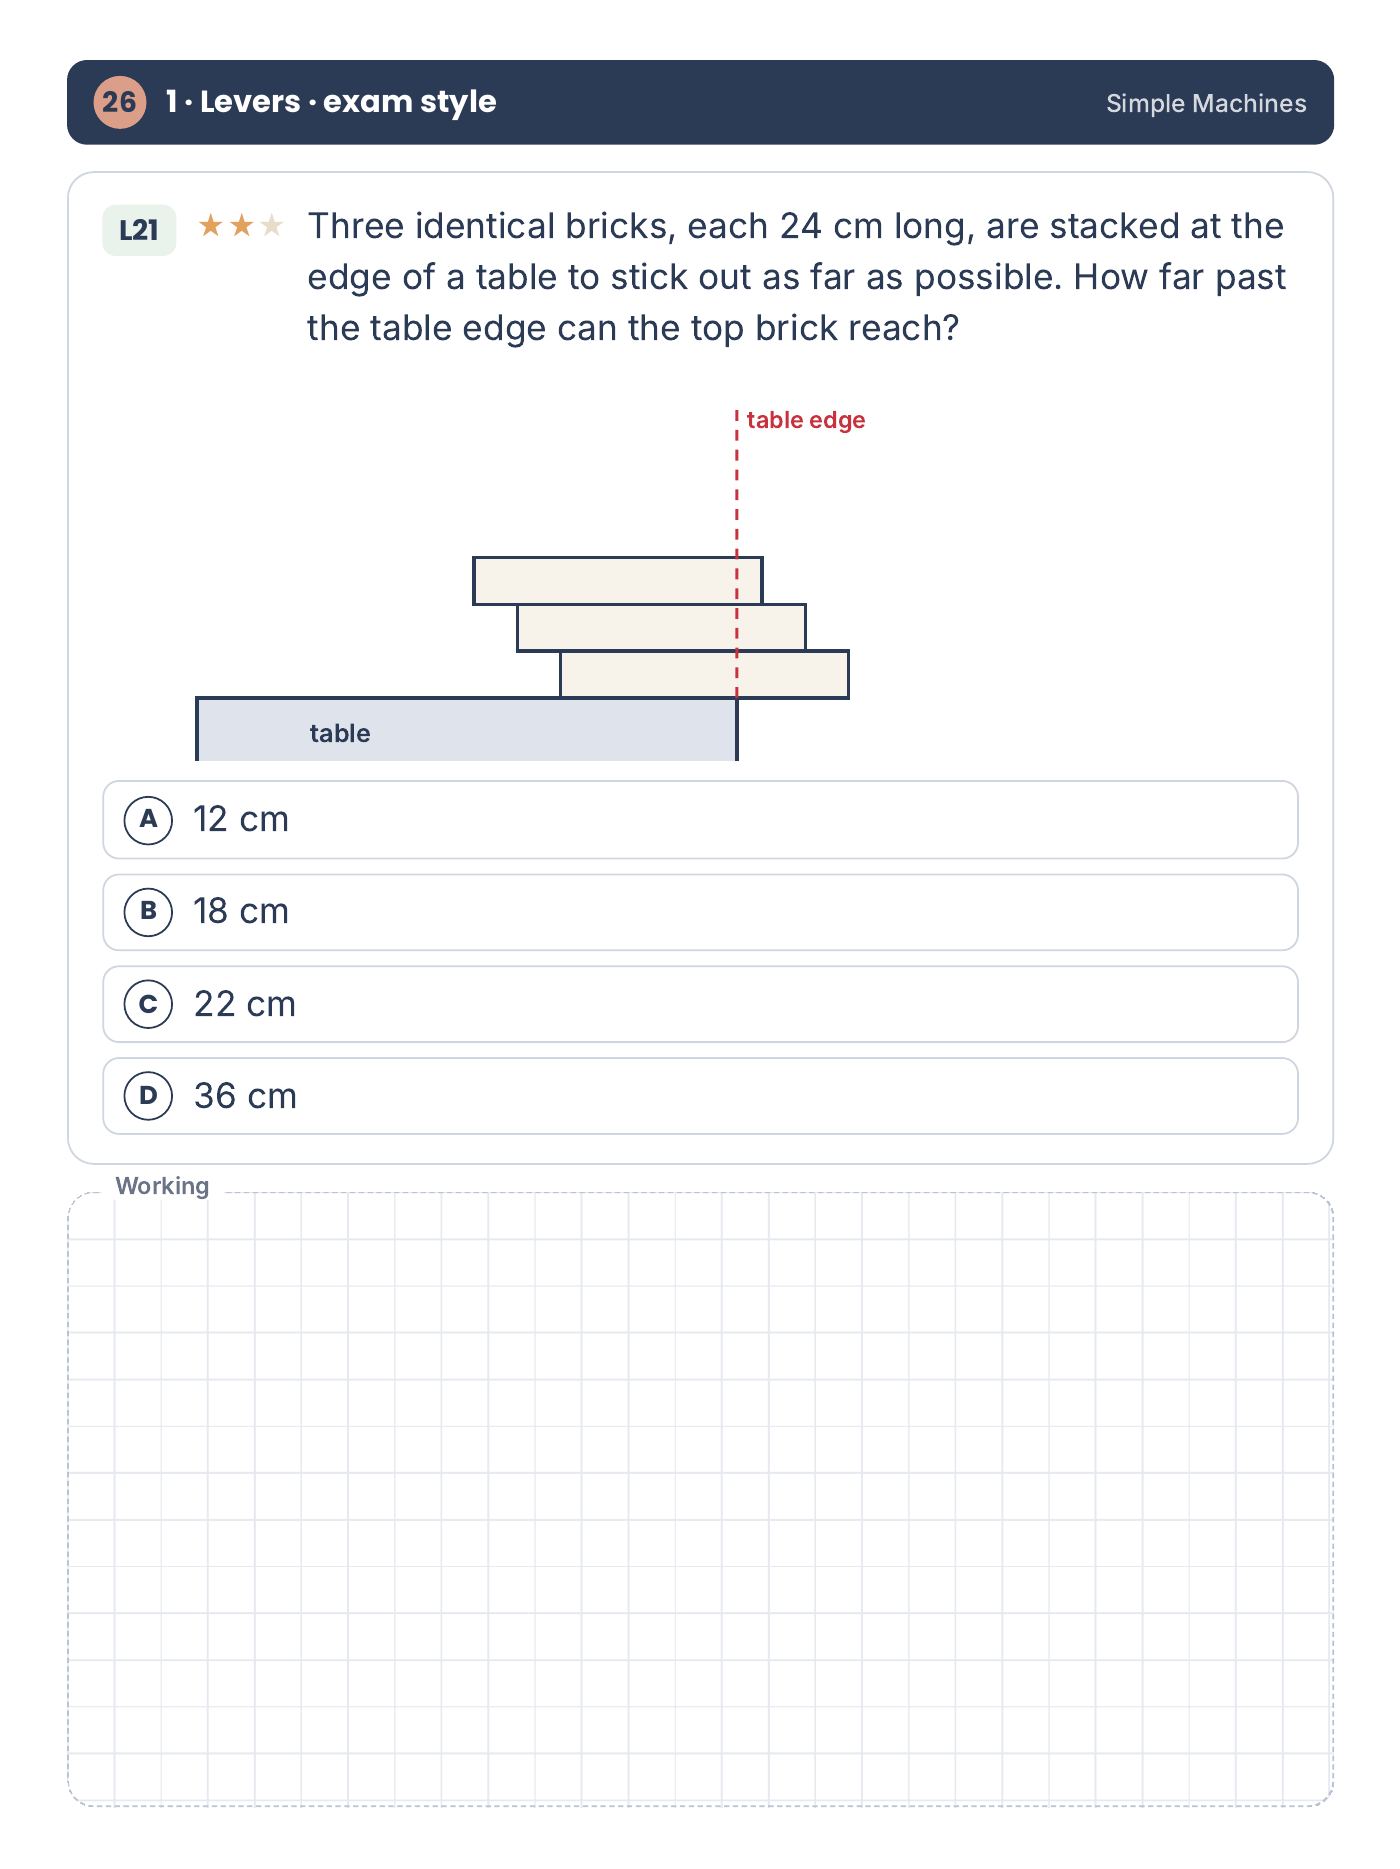 26 1 · Levers · exam style Simple Machines
L21 ★★★ Three identical bricks, each 24 cm long, are stacked at the
edge of a table to stick out as far as possible. How far past
the table edge can the top brick reach?
table edge
table
A 12 cm
B 18 cm
C 22 cm
D 36 cm
Working